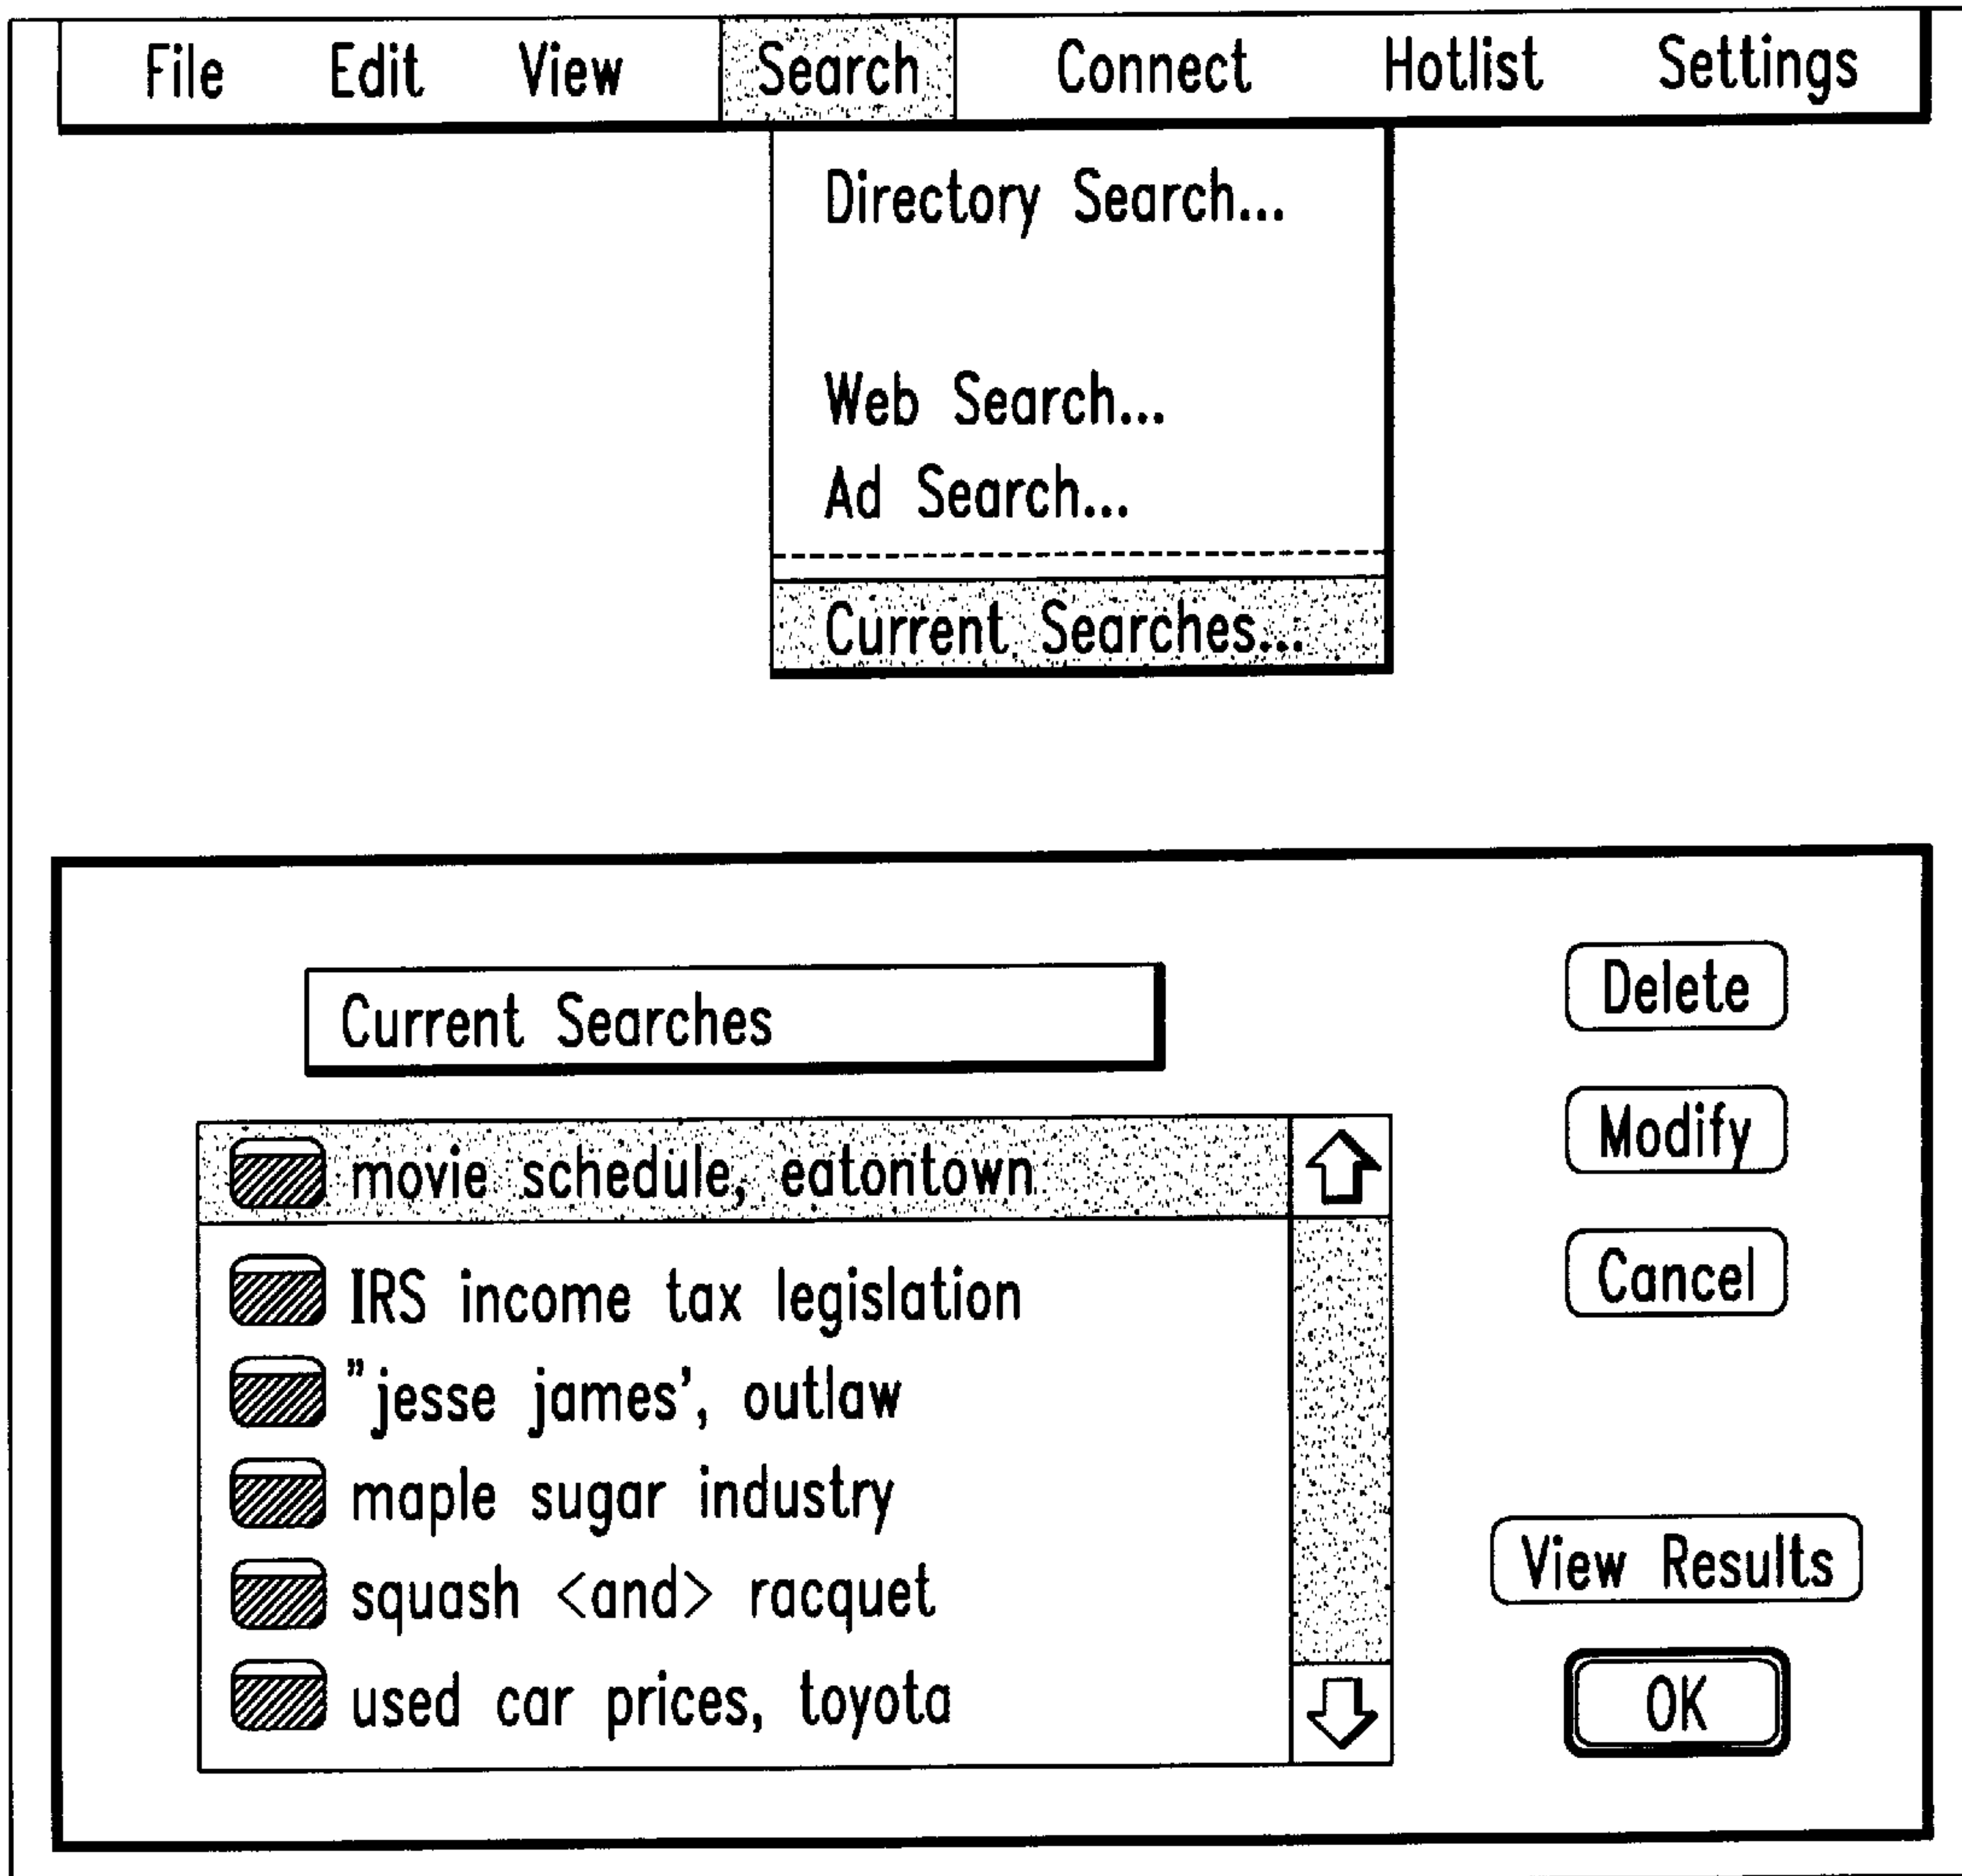 File Edit View Search Connect Hotlist Settings
Directory Search...
Web Search...
Ad Search...
Current Searches...
Current Searches
movie schedule, eatontown
IRS income tax legislation
"jesse james', outlaw
maple sugar industry
squash <and> racquet
used car prices, toyota
Delete
Modify
Cancel
View Results
OK